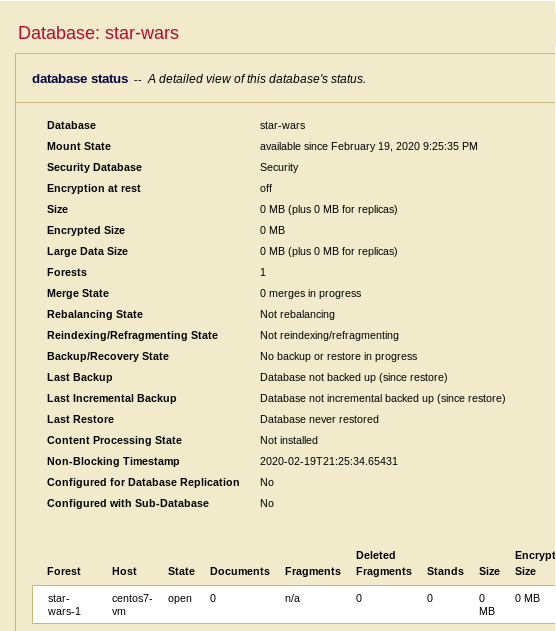 Database: star-wars
database status -- A detailed view of this database's status.
Database star-wars
Mount State available since February 19, 2020 9:25:35 PM
Security Database Security
Encryption at rest off
Size 0 MB (plus 0 MB for replicas)
Encrypted Size 0 MB
Large Data Size 0 MB (plus 0 MB for replicas)
Forests 1
Merge State 0 merges in progress
Rebalancing State Not rebalancing
Reindexing/Refragmenting State Not reindexing/refragmenting
Backup/Recovery State No backup or restore in progress
Last Backup Database not backed up (since restore)
Last Incremental Backup Database not incremental backed up (since restore)
Last Restore Database never restored
Content Processing State Not installed
Non-Blocking Timestamp 2020-02-19T21:25:34.65431
Configured for Database Replication No
Configured with Sub-Database No
Deleted Encrypt
Forest Host State Documents Fragments Fragments Stands Size Size
star- centos7- open 0 n/a 0 0 0 0 MB
wars-1 vm MB